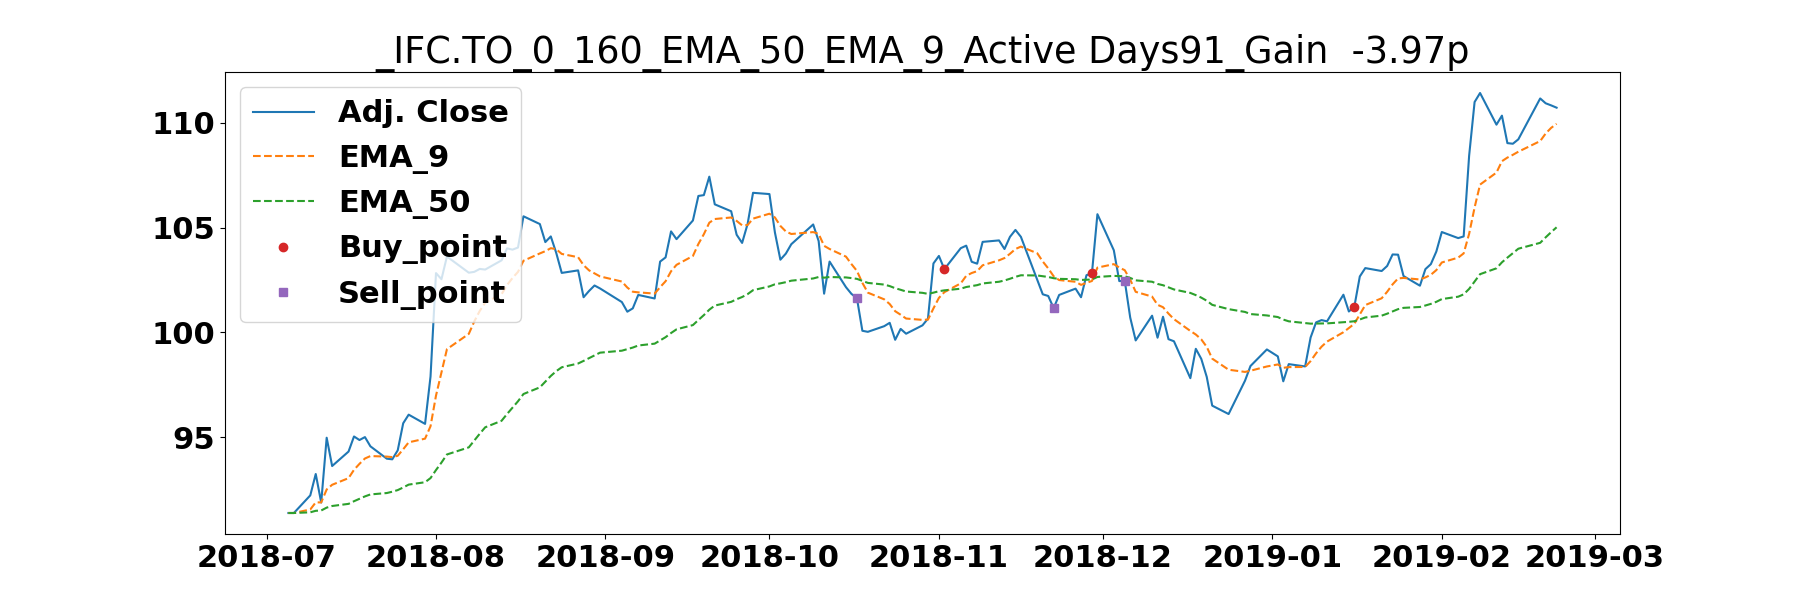 _IFC.TO_0_160_EMA_50_EMA_9_Active Days91_Gain  -3.97p
Adj. Close
EMA_9
EMA_50
Buy_point
Sell_point
110
105
100
95
2018-07 2018-08 2018-09 2018-10 2018-11 2018-12 2019-01 2019-02 2019-03